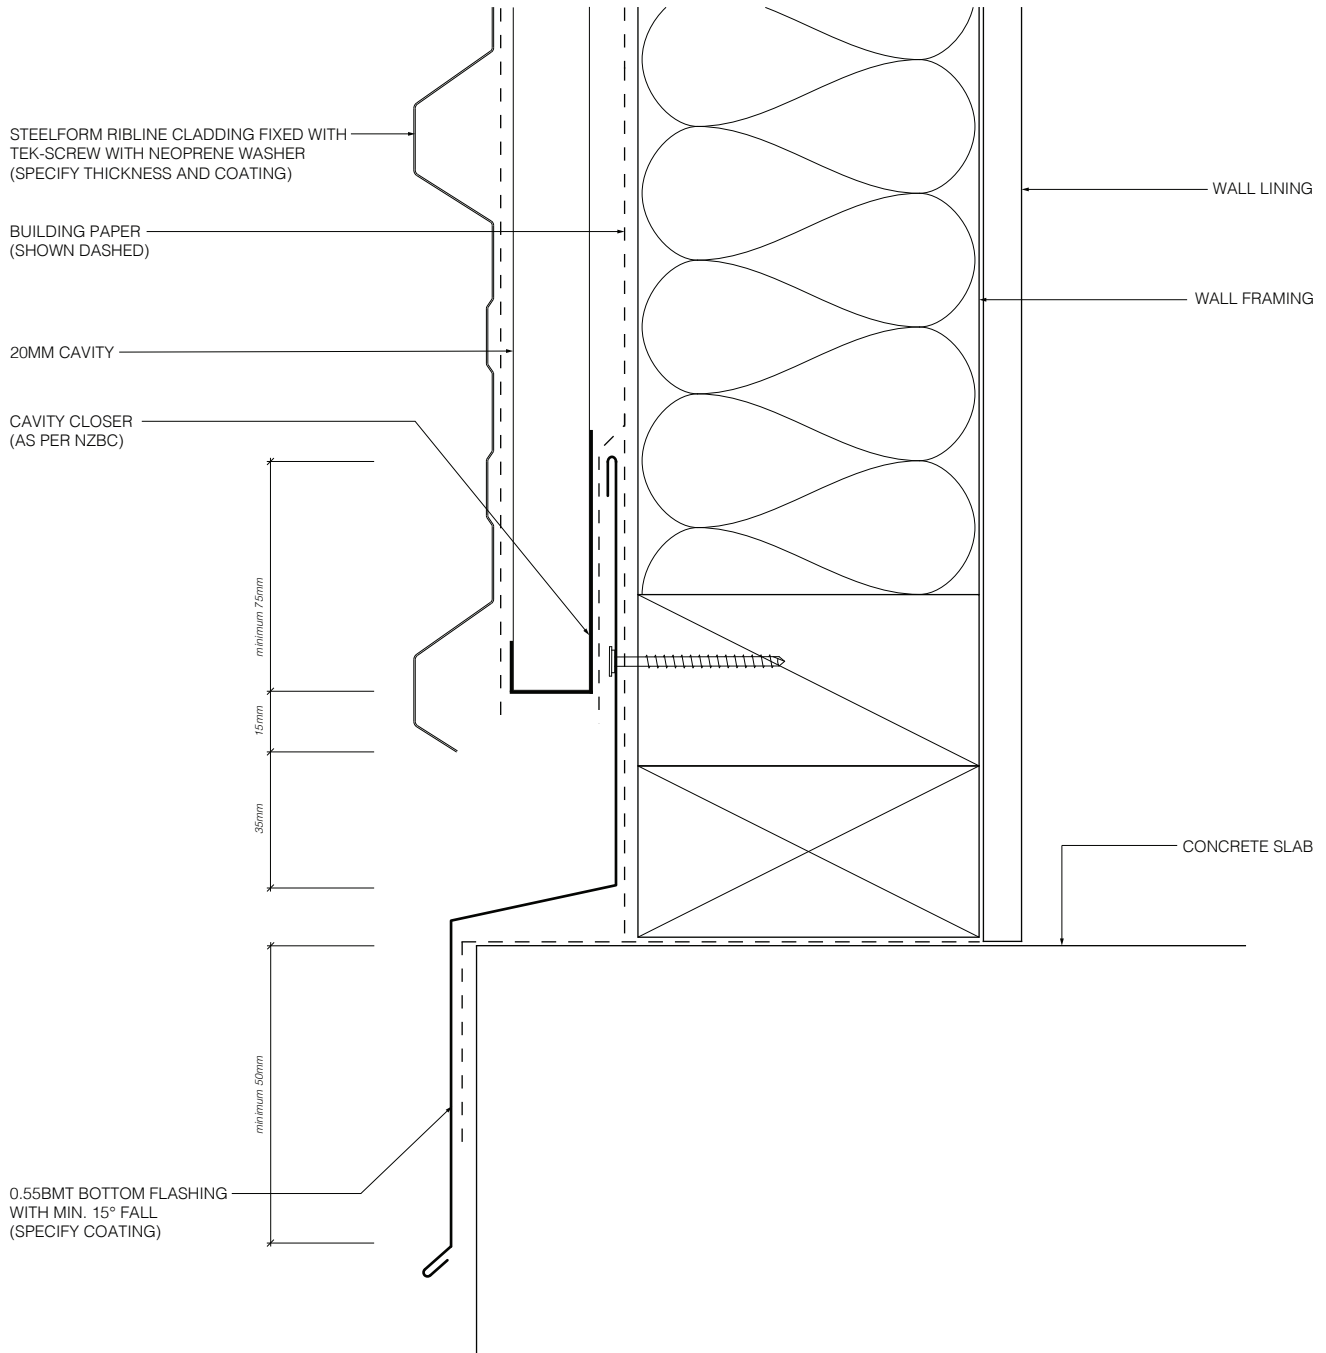 STEELFORM RIBLINE CLADDING FIXED WITH
TEK-SCREW WITH NEOPRENE WASHER
(SPECIFY THICKNESS AND COATING)
WALL LINING
BUILDING PAPER
(SHOWN DASHED)
WALL FRAMING
20MM CAVITY
CAVITY CLOSER
(AS PER NZBC)
minimum 75mm
15mm
35mm
CONCRETE SLAB
minimum 50mm
0.55BMT BOTTOM FLASHING
WITH MIN. 15° FALL
(SPECIFY COATING)